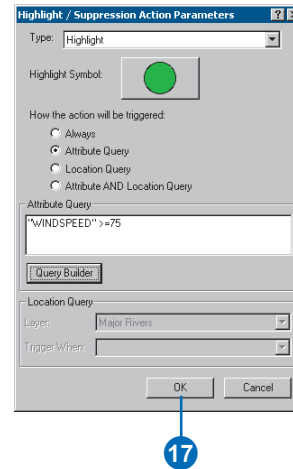 Highlight / Suppression Action Parameters
Type: Highlight
Highlight Symbol:
How the action will be triggered:
Always
Attribute Query
Location Query
Attribute AND Location Query
Attribute Query
"WINDSPEED" >=75
Query Builder
Location Query
Layer: Major Rivers
Trigger When:
OK Cancel
17